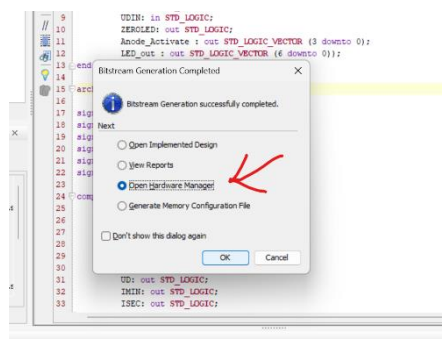 9 UDIN: in STD_LOGIC;
10 ZEROLED: out STD_LOGIC;
11 Anode_Activate : out STD_LOGIC_VECTOR (3 downto 0);
12 LED_out : out STD_LOGIC_VECTOR (6 downto 0));
13 end
14
15 arch
16
17 sig
18 sig
19 sig
20 sig
21 sig
22 sig
23
24 comp
25
26
27
28
29
30
31 UD: out STD_LOGIC;
32 IMIN: out STD_LOGIC;
33 ISEC: out STD_LOGIC;
Bitstream Generation Completed
Bitstream Generation successfully completed.
Next
Open Implemented Design
View Reports
Open Hardware Manager
Generate Memory Configuration File
Don't show this dialog again
OK Cancel